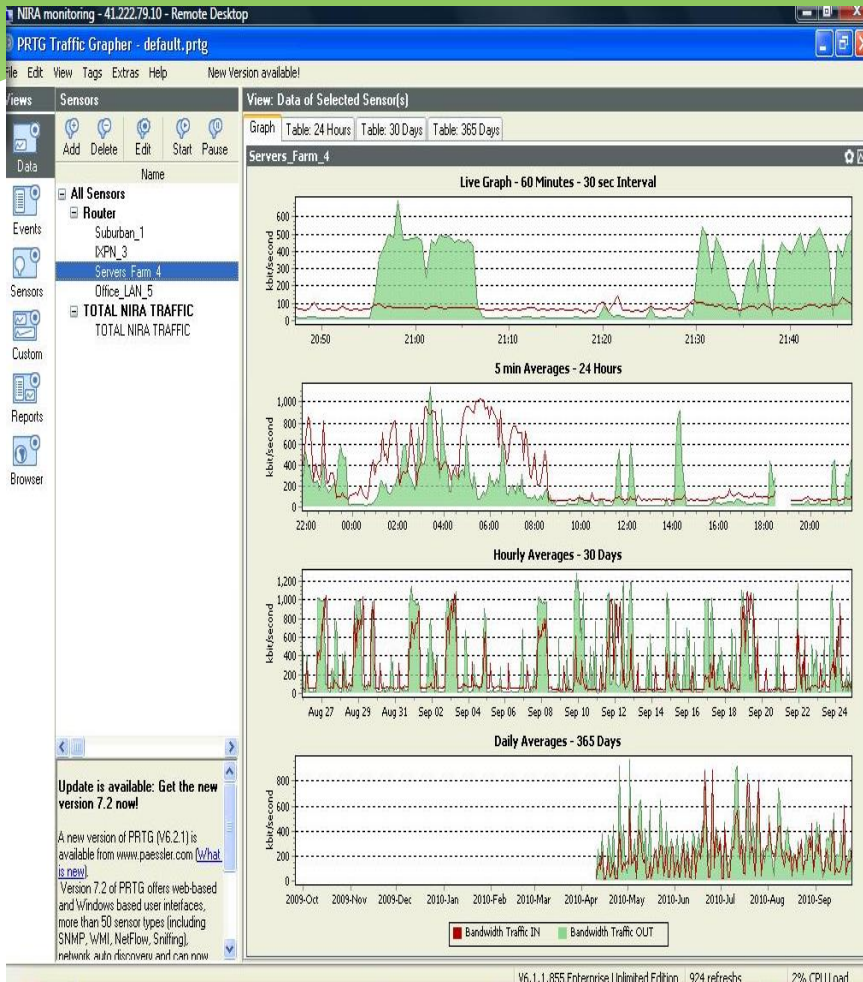 NIRA monitoring - 41.222.79.10 - Remote Desktop
PRTG Traffic Grapher - default.prtg
File Edit View Tags Extras Help New Version available!
Views
Data
Events
Sensors
Custom
Reports
Browser
Sensors
Add Delete Edit Start Pause
Name
All Sensors
Router
Suburban_1
IXPN_3
Servers_Farm_4
Office_LAN_5
TOTAL NIRA TRAFFIC
TOTAL NIRA TRAFFIC
Update is available: Get the new
version 7.2 now!
A new version of PRTG (V6.2.1) is
available from www.paessler.com (What
is new).
Version 7.2 of PRTG offers web-based
and Windows based user interfaces,
more than 50 sensor types (including
SNMP, WMI, NetFlow, Sniffing),
network auto discovery and can now
View: Data of Selected Sensor(s)
Graph Table: 24 Hours Table: 30 Days Table: 365 Days
Servers_Farm_4
Live Graph - 60 Minutes - 30 sec Interval
kbit/second
600
500
400
300
200
100
0
20:50 21:00 21:10 21:20 21:30 21:40
5 min Averages - 24 Hours
kbit/second
1,000
800
600
400
200
0
22:00 00:00 02:00 04:00 06:00 08:00 10:00 12:00 14:00 16:00 18:00 20:00
Hourly Averages - 30 Days
kbit/second
1,200
1,000
800
600
400
200
0
Aug 27 Aug 29 Aug 31 Sep 02 Sep 04 Sep 06 Sep 08 Sep 10 Sep 12 Sep 14 Sep 16 Sep 18 Sep 20 Sep 22 Sep 24
Daily Averages - 365 Days
kbit/second
800
600
400
200
0
2009-Oct 2009-Nov 2009-Dec 2010-Jan 2010-Feb 2010-Mar 2010-Apr 2010-May 2010-Jun 2010-Jul 2010-Aug 2010-Sep
Bandwidth Traffic IN Bandwidth Traffic OUT
V6.1.1.855 Enterprise Unlimited Edition 924 refreshs 2% CPU Load